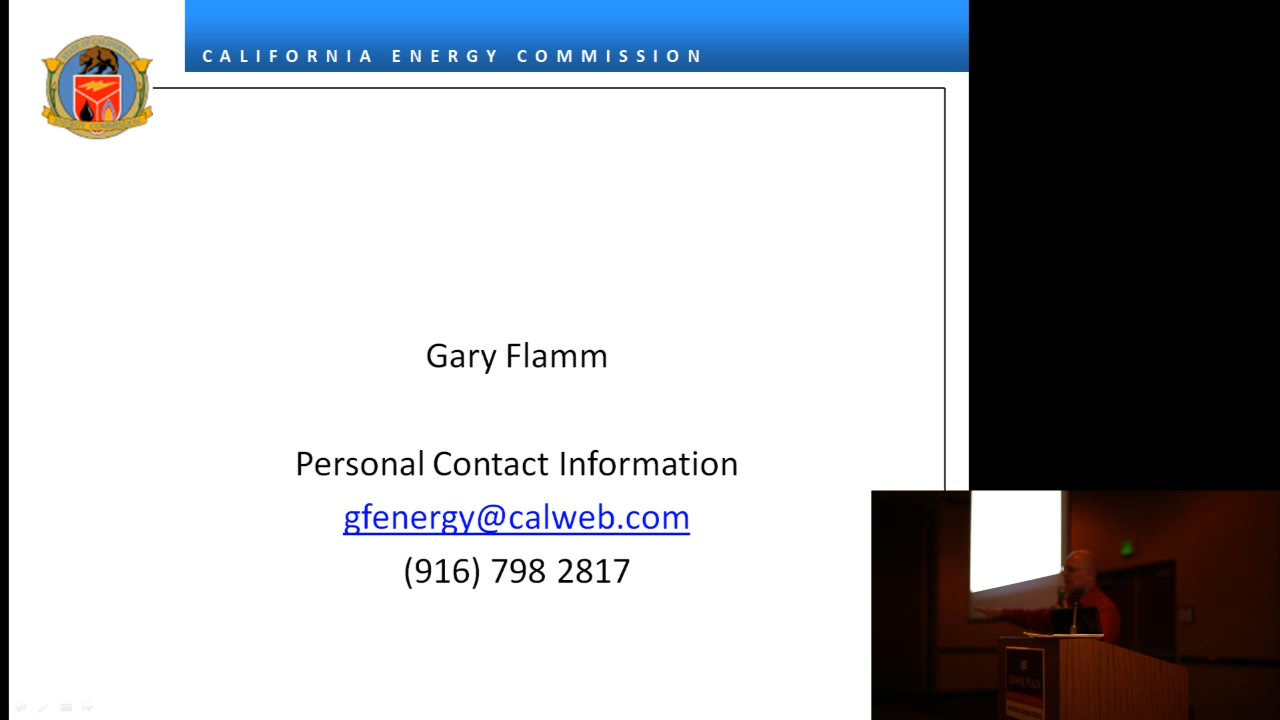 CALIFORNIA ENERGY COMMISSION
Gary Flamm
Personal Contact Information
gfenergy@calweb.com
(916) 798 2817